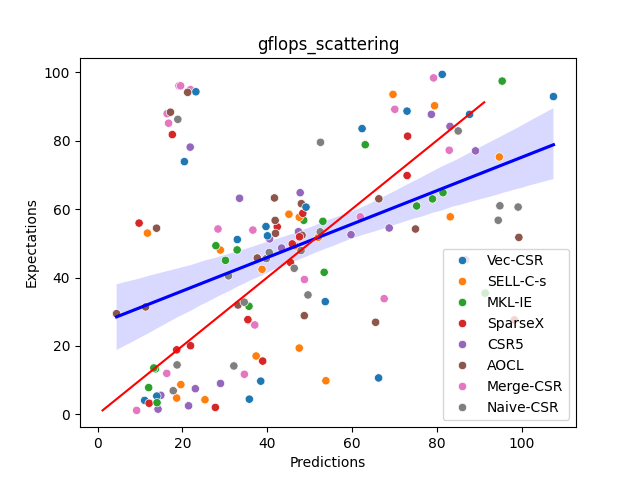 gflops_scattering
Expectations
100
80
60
40
20
0
0 20 40 60 80 100
Predictions
Vec-CSR
SELL-C-s
MKL-IE
SparseX
CSR5
AOCL
Merge-CSR
Naive-CSR